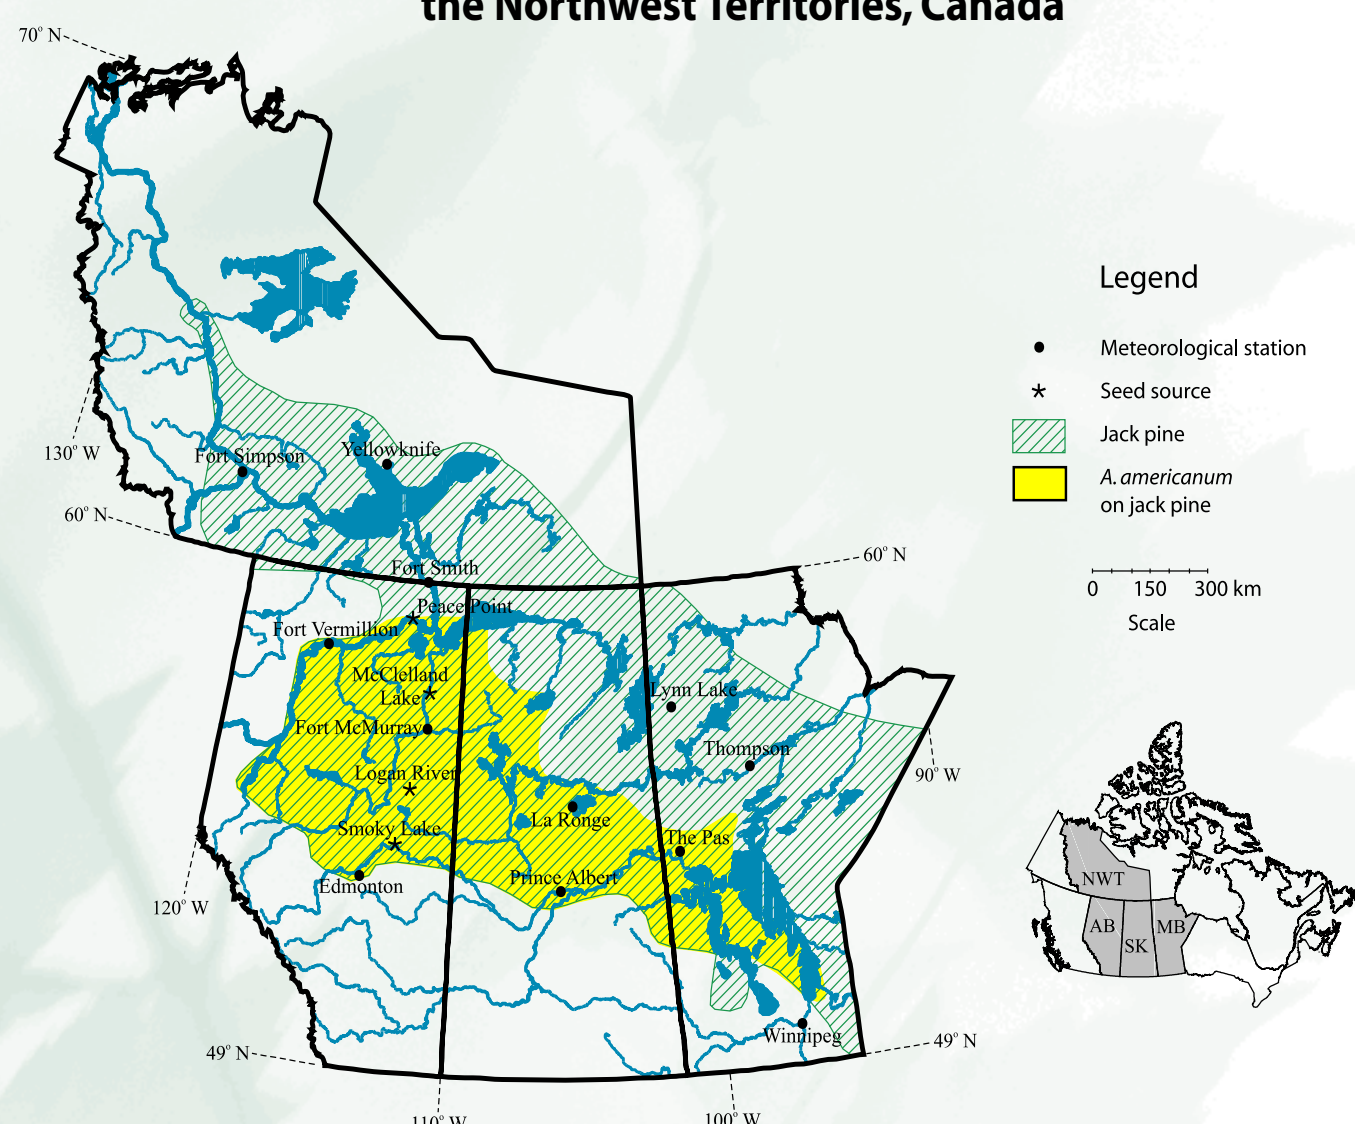 the Northwest Territories, Canada
70° N
Legend
Meteorological station
Seed source
Jack pine
A. americanum
on jack pine
0 150 300 km
Scale
130° W
60° N
Fort Simpson
Yellowknife
60° N
Fort Smith
Peace Point
Fort Vermillion
McClelland
Lake
Lynn Lake
Fort McMurray
Thompson
90° W
Logan River
La Ronge
Smoky Lake
The Pas
Edmonton
Prince Albert
120° W
NWT
AB
SK
MB
Winnipeg
49° N
49° N
110° W
100° W